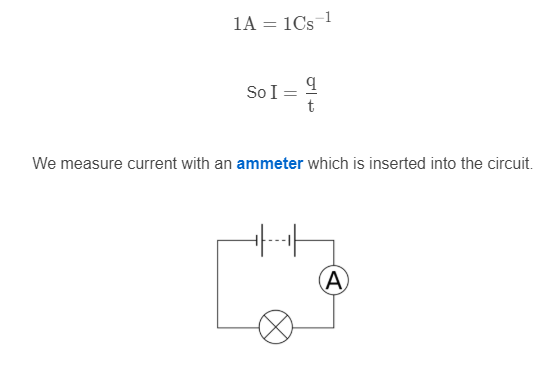 1A = 1Cs⁻¹
So I = q/t
We measure current with an ammeter which is inserted into the circuit.
A